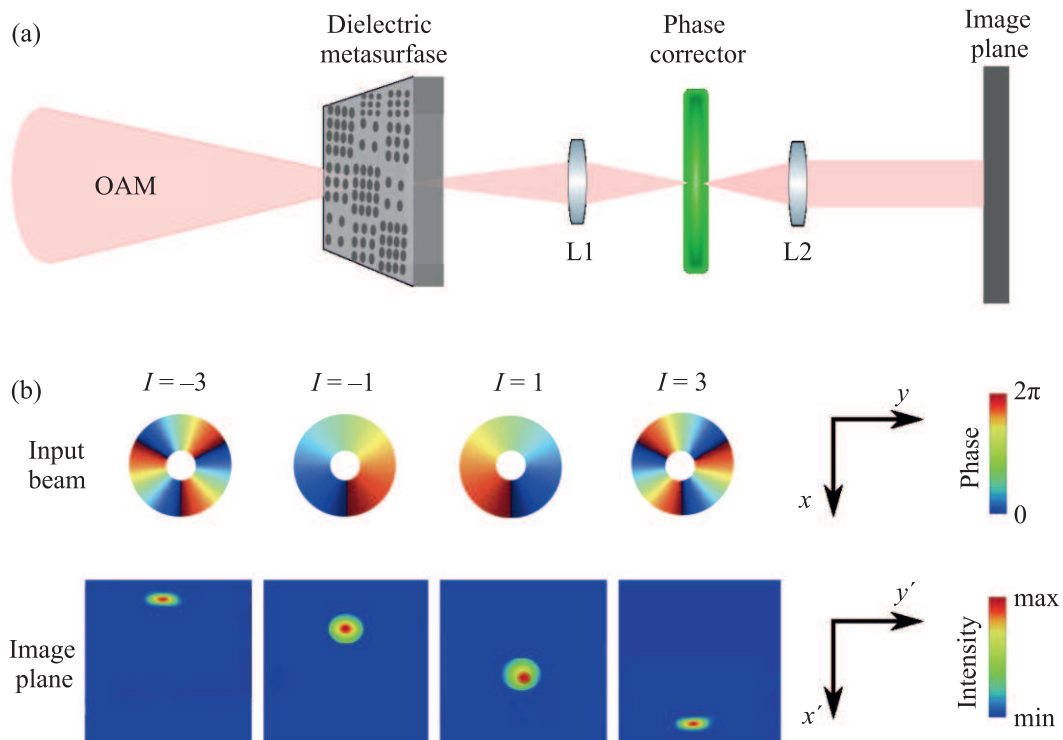 (a)
Dielectric
metasurfase
Phase
corrector
Image
plane
OAM
L1
L2
(b)
I = –3
I = –1
I = 1
I = 3
Input
beam
y
x
Phase
2π
0
Image
plane
y′
x′
Intensity
max
min